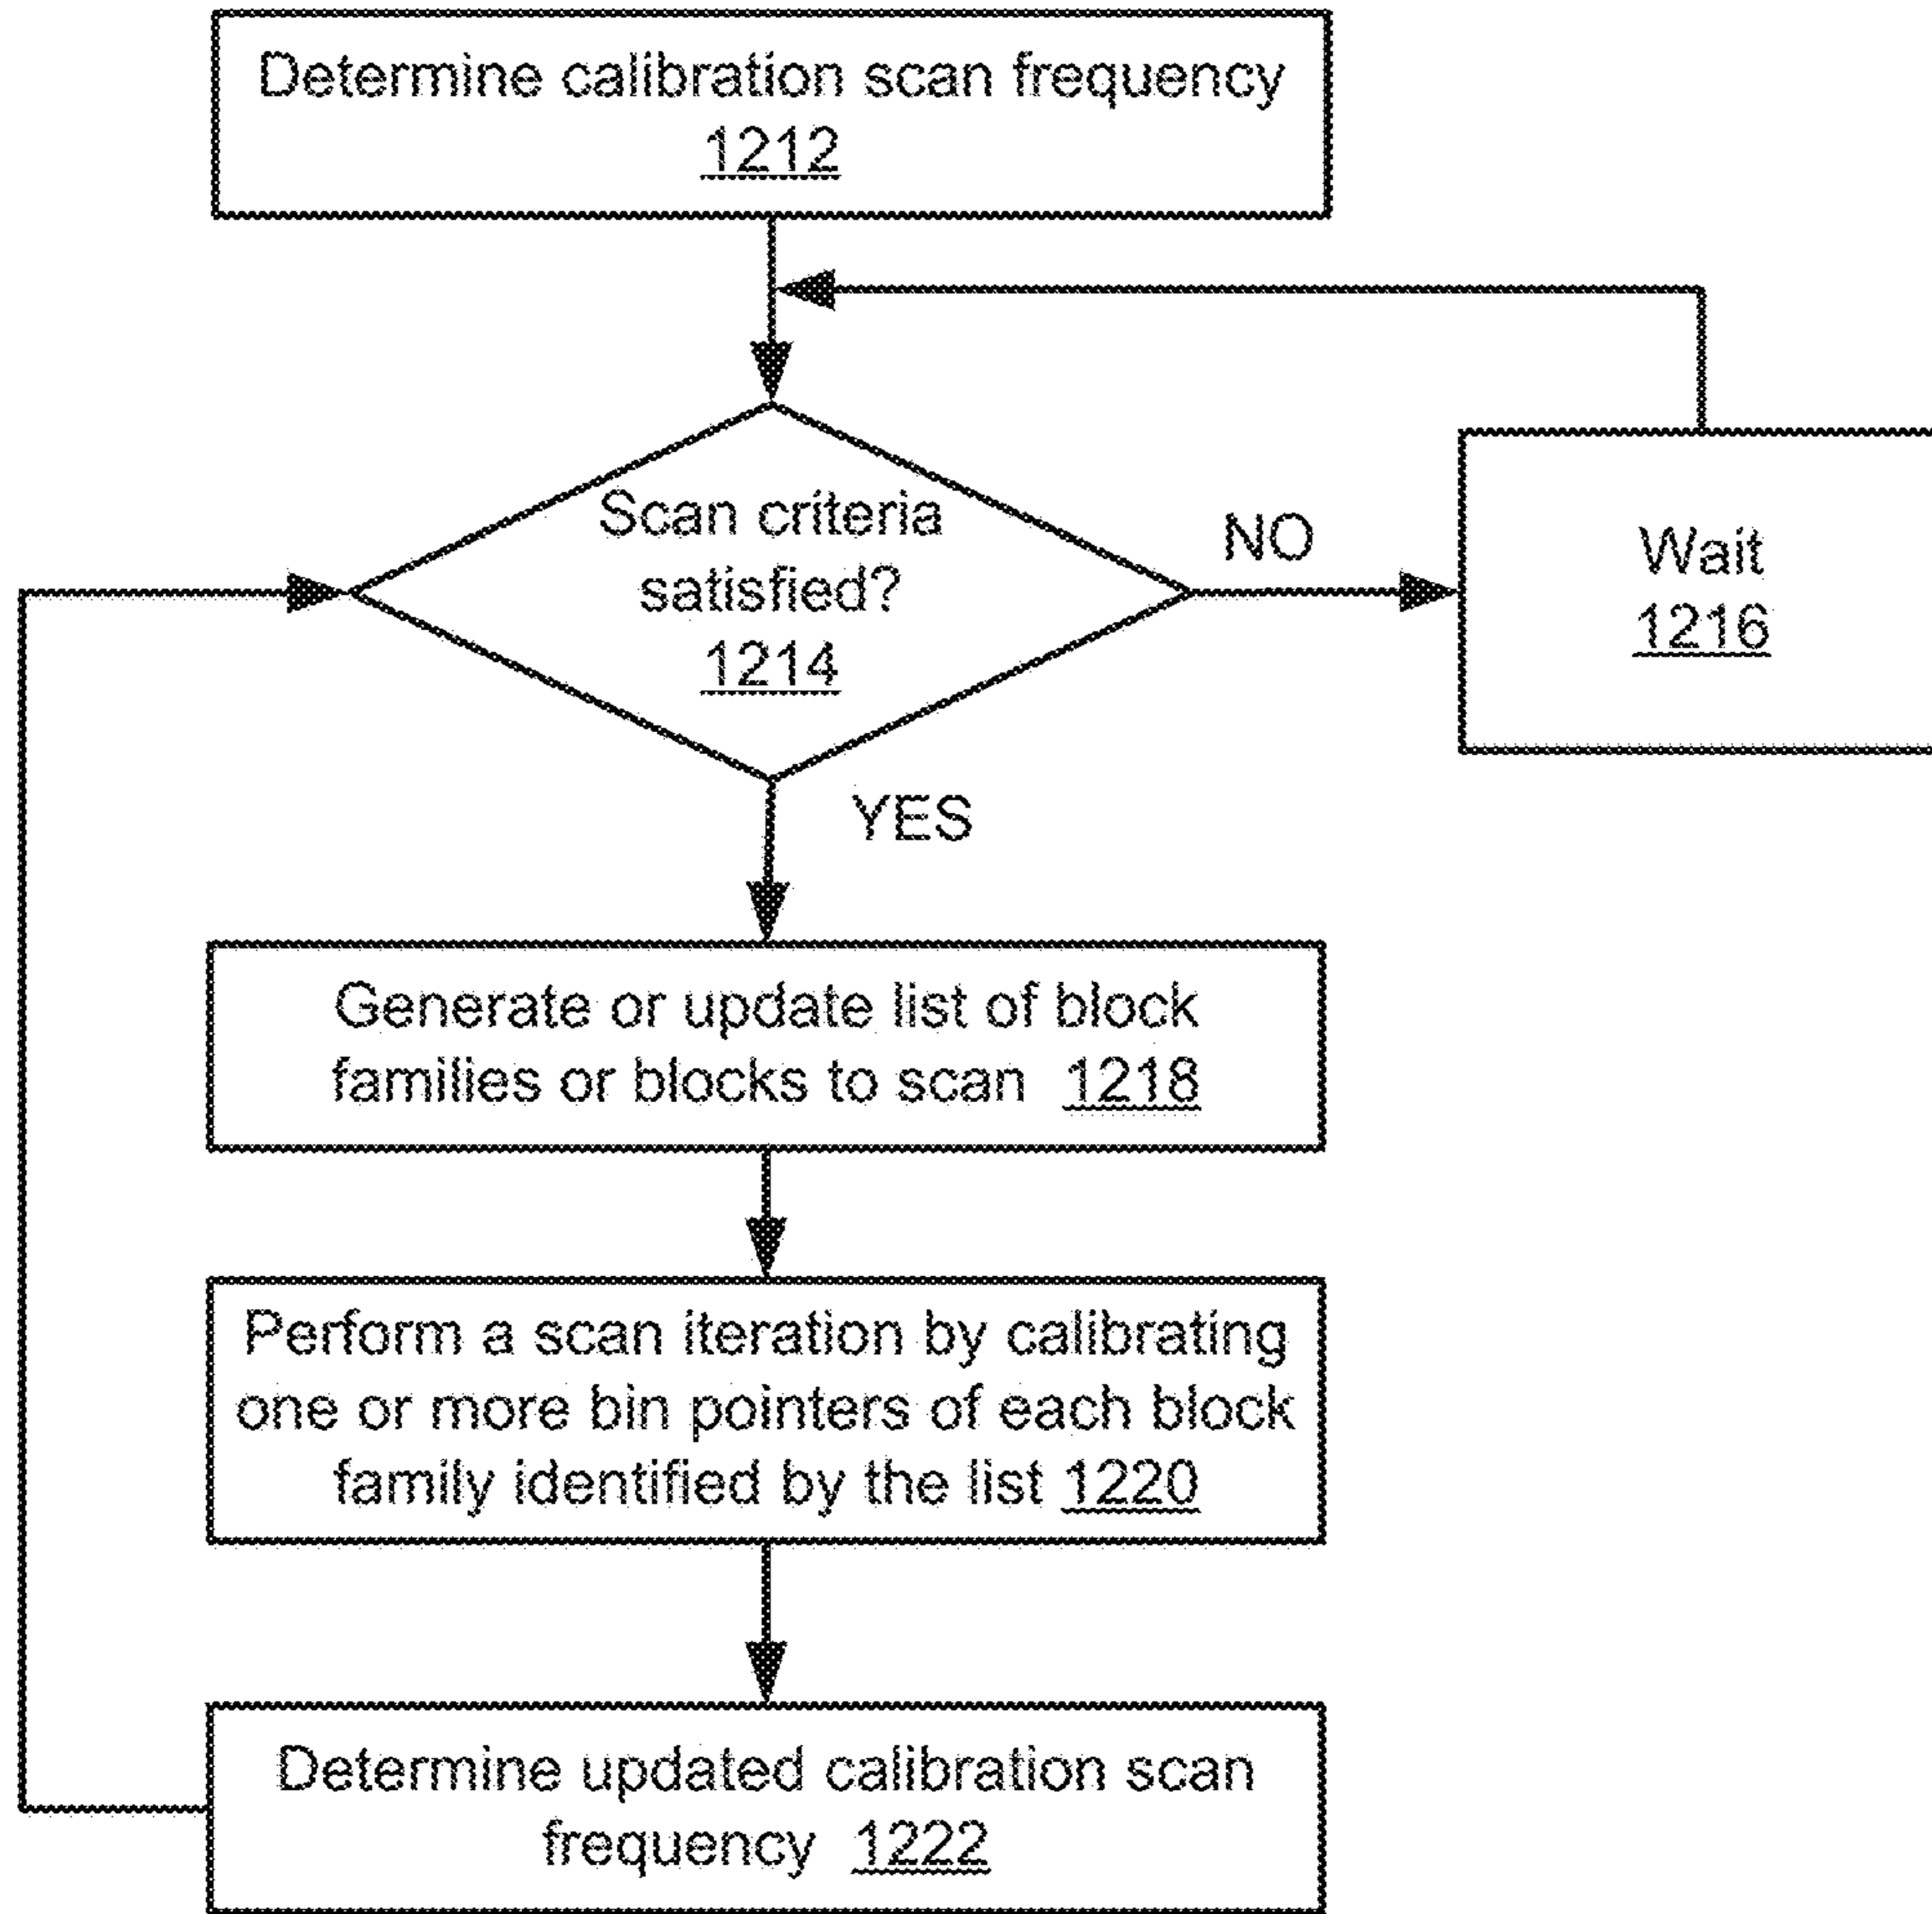 Determine calibration scan frequency
1212
Scan criteria
satisfied?
1214
NO
Wait
1216
YES
Generate or update list of block
families or blocks to scan 1218
Perform a scan iteration by calibrating
one or more bin pointers of each block
family identified by the list 1220
Determine updated calibration scan
frequency 1222